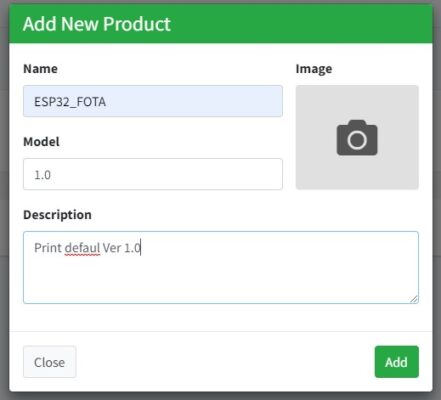 Add New Product
Name
Image
ESP32_FOTA
Model
1.0
Description
Print defaul Ver 1.0
Close
Add